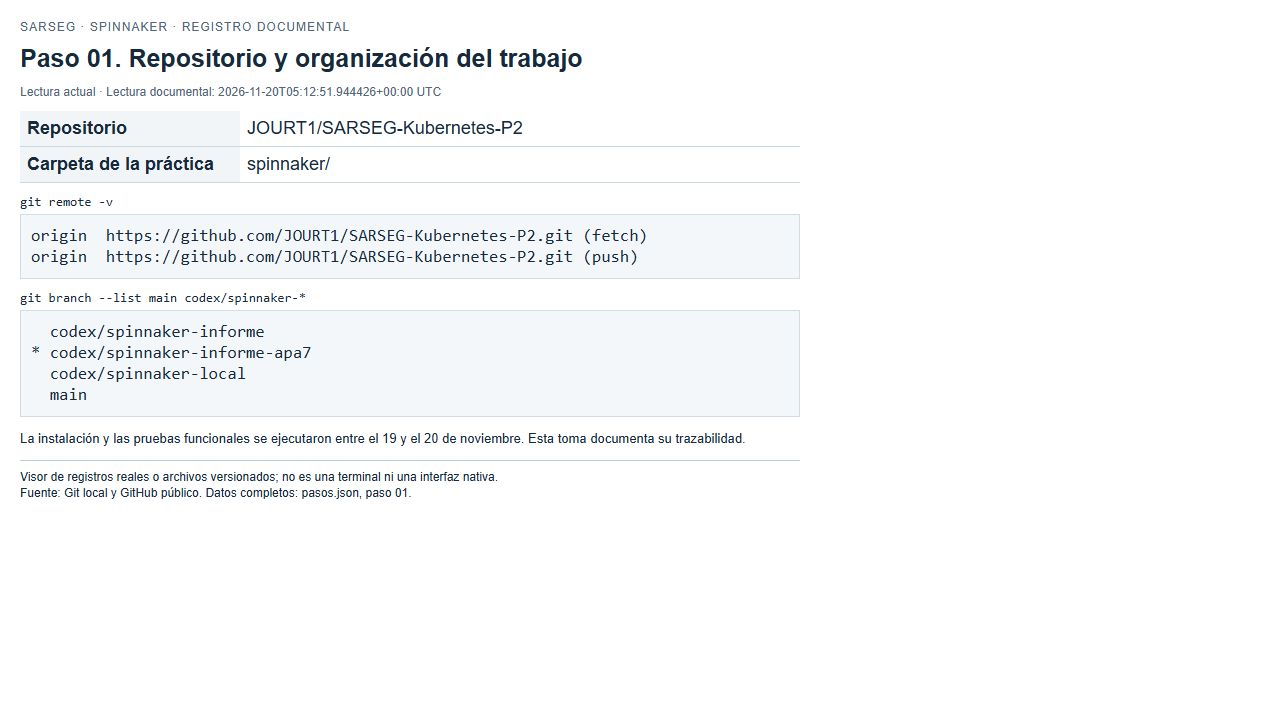 SARSEG · SPINNAKER · REGISTRO DOCUMENTAL
Paso 01. Repositorio y organización del trabajo
Lectura actual · Lectura documental: 2026-11-20T05:12:51.944426+00:00 UTC
Repositorio JOURT1/SARSEG-Kubernetes-P2
Carpeta de la práctica spinnaker/
git remote -v
origin  https://github.com/JOURT1/SARSEG-Kubernetes-P2.git (fetch)
origin  https://github.com/JOURT1/SARSEG-Kubernetes-P2.git (push)
git branch --list main codex/spinnaker-*
codex/spinnaker-informe
* codex/spinnaker-informe-apa7
codex/spinnaker-local
main
La instalación y las pruebas funcionales se ejecutaron entre el 19 y el 20 de noviembre. Esta toma documenta su trazabilidad.
Visor de registros reales o archivos versionados; no es una terminal ni una interfaz nativa.
Fuente: Git local y GitHub público. Datos completos: pasos.json, paso 01.